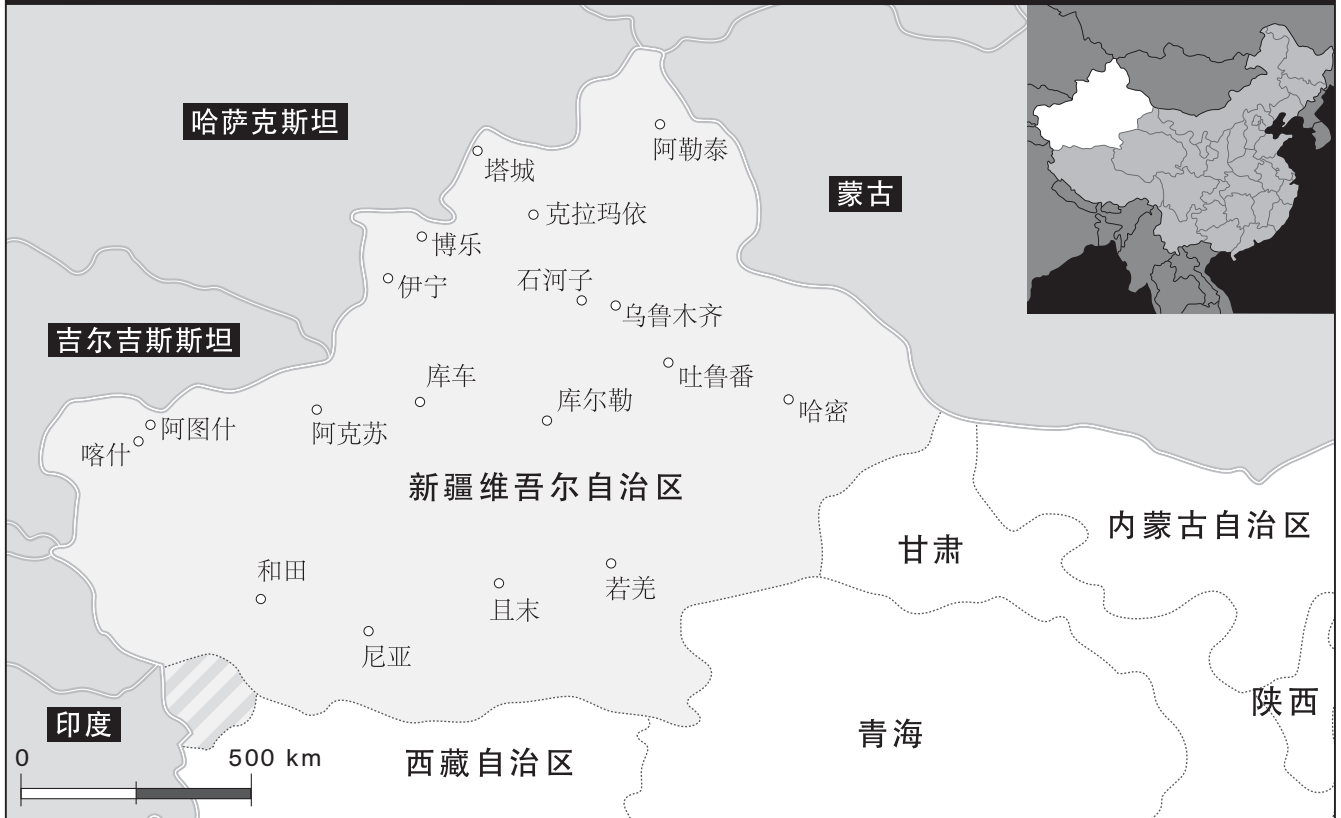 哈萨克斯坦
阿勒泰
塔城
蒙古
克拉玛依
博乐
伊宁
石河子
乌鲁木齐
吉尔吉斯斯坦
库车
吐鲁番
库尔勒
哈密
阿图什
阿克苏
喀什
新疆维吾尔自治区
内蒙古自治区
甘肃
和田
若羌
且末
尼亚
陕西
印度
青海
西藏自治区
0 500 km